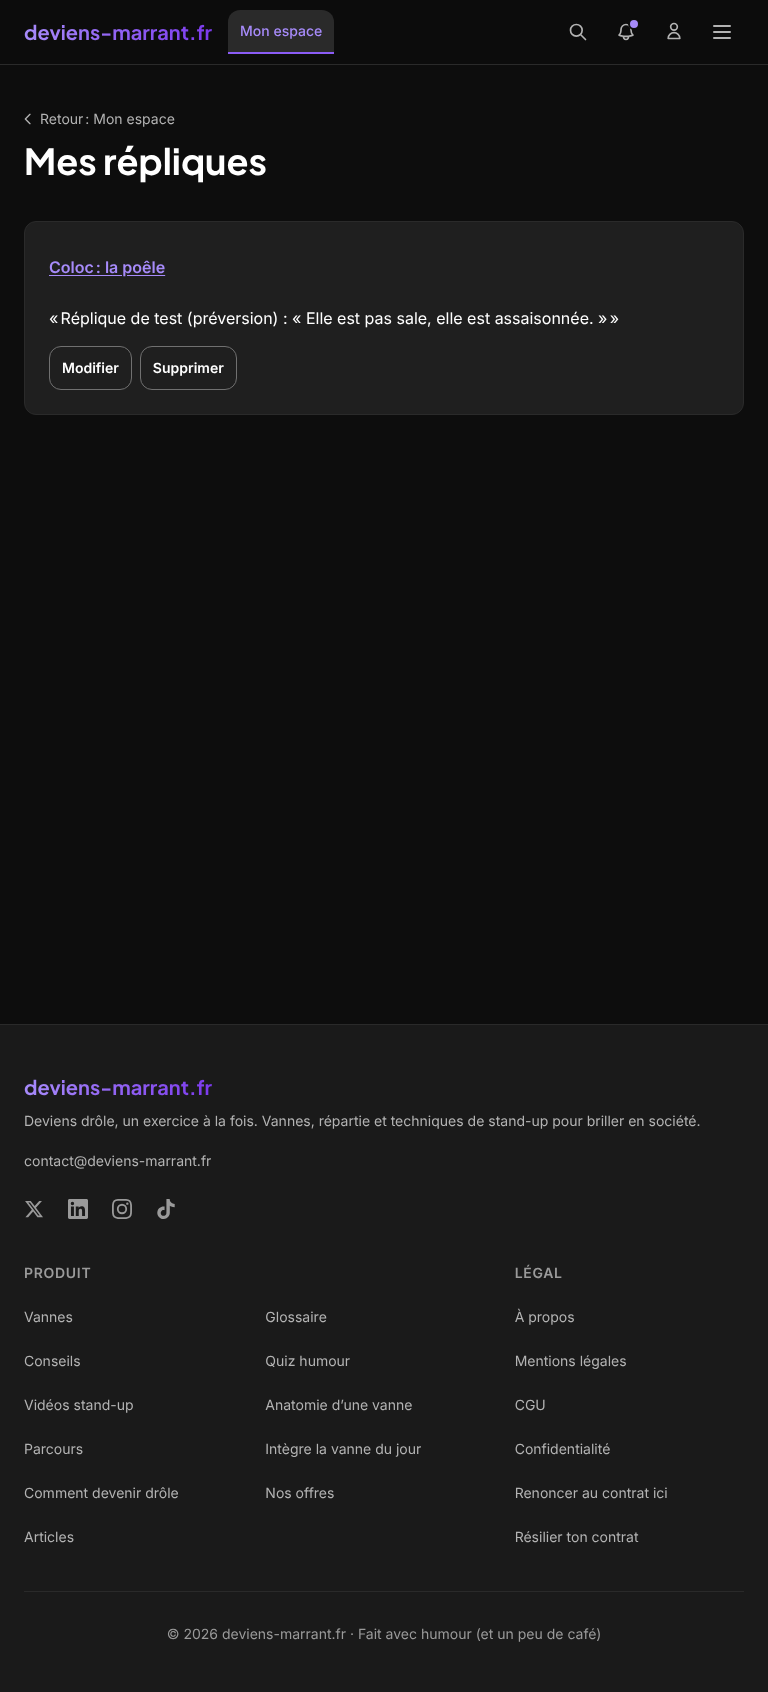 deviens-marrant.fr
Mon espace
Retour : Mon espace
Mes répliques
Coloc : la poêle
« Réplique de test (préversion) : « Elle est pas sale, elle est assaisonnée. » »
Modifier
Supprimer
deviens-marrant.fr
Deviens drôle, un exercice à la fois. Vannes, répartie et techniques de stand-up pour briller en société.
contact@deviens-marrant.fr
PRODUIT
Vannes
Conseils
Vidéos stand-up
Parcours
Comment devenir drôle
Articles
Glossaire
Quiz humour
Anatomie d’une vanne
Intègre la vanne du jour
Nos offres
LÉGAL
À propos
Mentions légales
CGU
Confidentialité
Renoncer au contrat ici
Résilier ton contrat
© 2026 deviens-marrant.fr · Fait avec humour (et un peu de café)